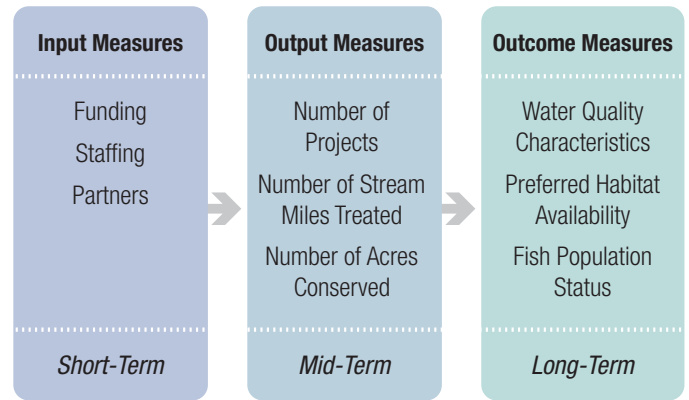 Input Measures
Funding
Staffing
Partners
Short-Term
Output Measures
Number of
Projects
Number of Stream
Miles Treated
Number of Acres
Conserved
Mid-Term
Outcome Measures
Water Quality
Characteristics
Preferred Habitat
Availability
Fish Population
Status
Long-Term